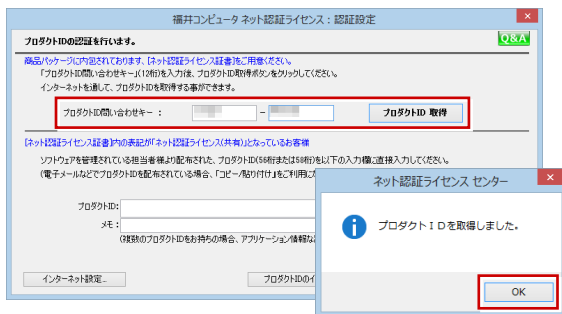 福井コンピュータ ネット認証ライセンス：認証設定
プロダクトIDの認証を行います。
Q&A
商品パッケージに内包されております、[ネット認証ライセンス証書]をご用意ください。
「プロダクトID問い合わせキー」(12桁)を入力後、プロダクトID取得ボタンをクリックしてください。
インターネットを通して、プロダクトIDを取得する事ができます。
プロダクトID問い合わせキー ： － プロダクトID 取得
[ネット認証ライセンス証書]内の表記が「ネット認証ライセンス(共有)」となっているお客様
ソフトウェアを管理されている担当者様より配布された、プロダクトID(56桁または58桁)を以下の入力欄に直接入力してください。
(電子メールなどでプロダクトIDを配布されている場合、「コピー/貼り付け」をご利用に
プロダクトID:
メモ：
(複数のプロダクトIDをお持ちの場合、アプリケーション情報な
インターネット設定...
プロダクトIDのイ
ネット認証ライセンス センター
プロダクトＩＤを取得しました。
OK